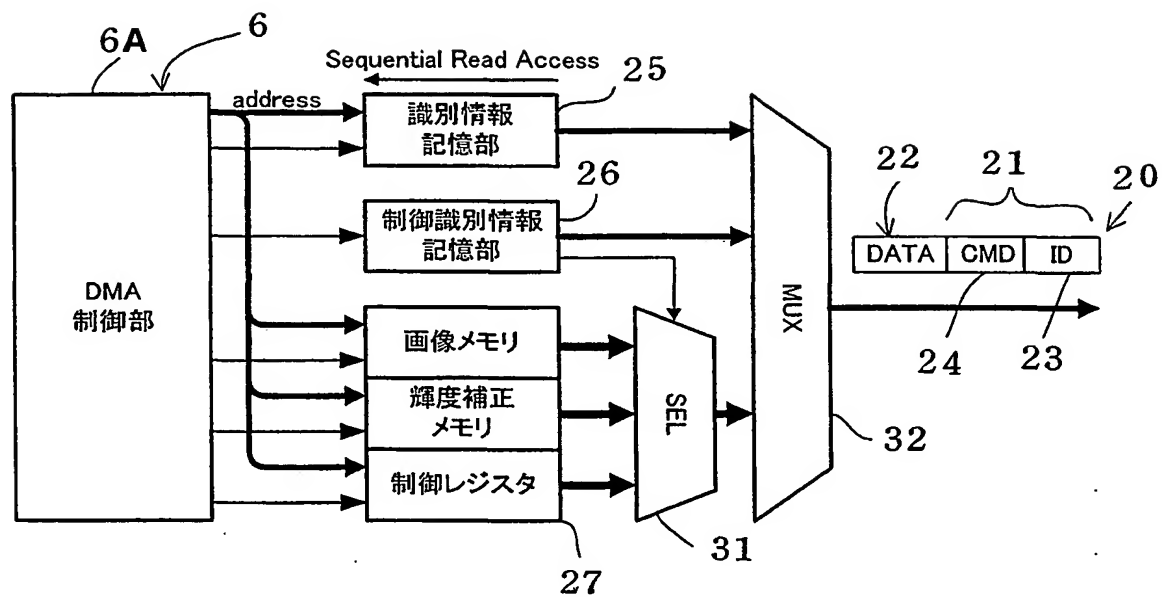 6A
6
Sequential Read Access
25
address
識別情報
記憶部
26
制御識別情報
記憶部
22
21
20
DATA
CMD
ID
24
23
DMA
制御部
画像メモリ
輝度補正
メモリ
制御レジスタ
SEL
MUX
32
31
27